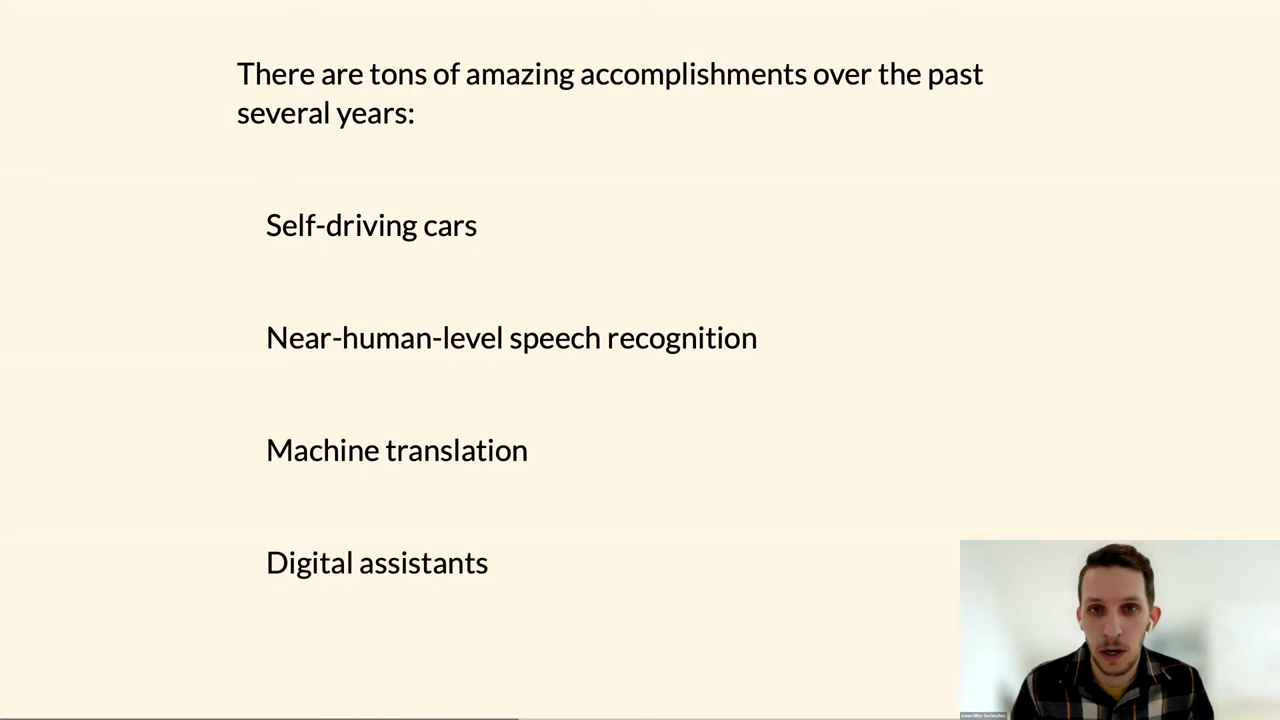 There are tons of amazing accomplishments over the past
several years:
Self-driving cars
Near-human-level speech recognition
Machine translation
Digital assistants